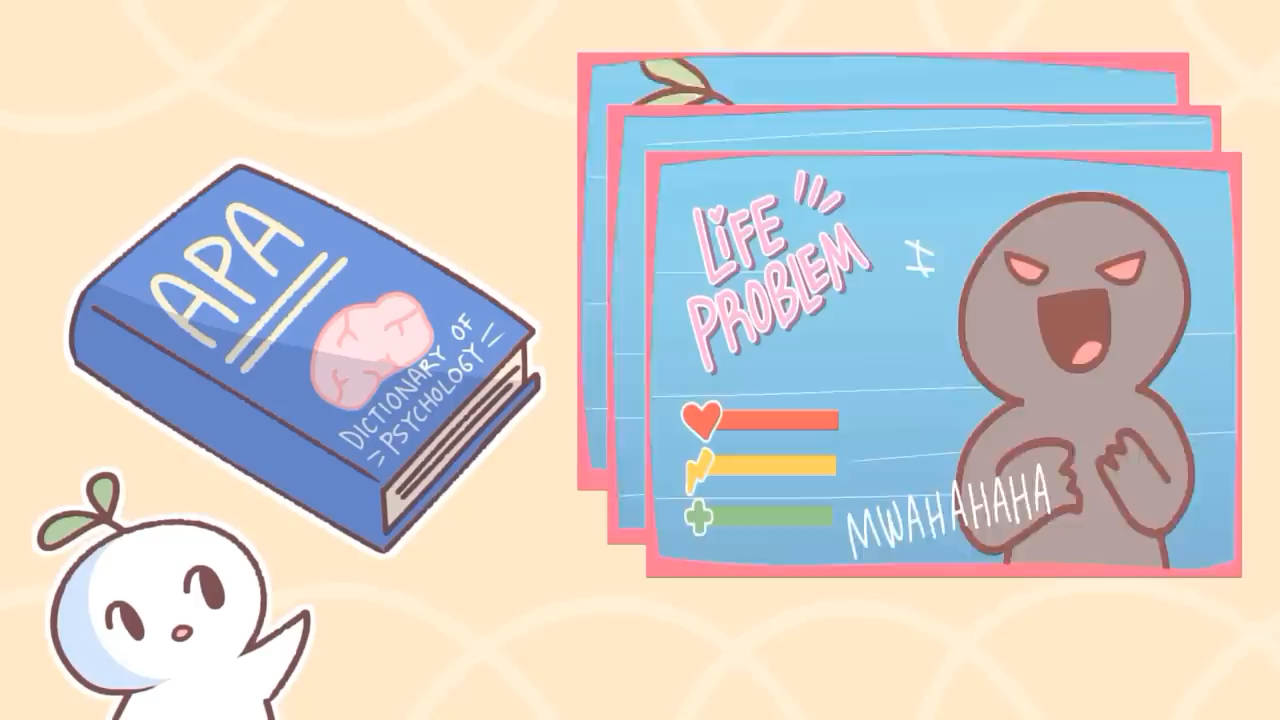 APA
DICTIONARY OF
PSYCHOLOGY
LiFE
PROBLEM
MWAHAHAHA